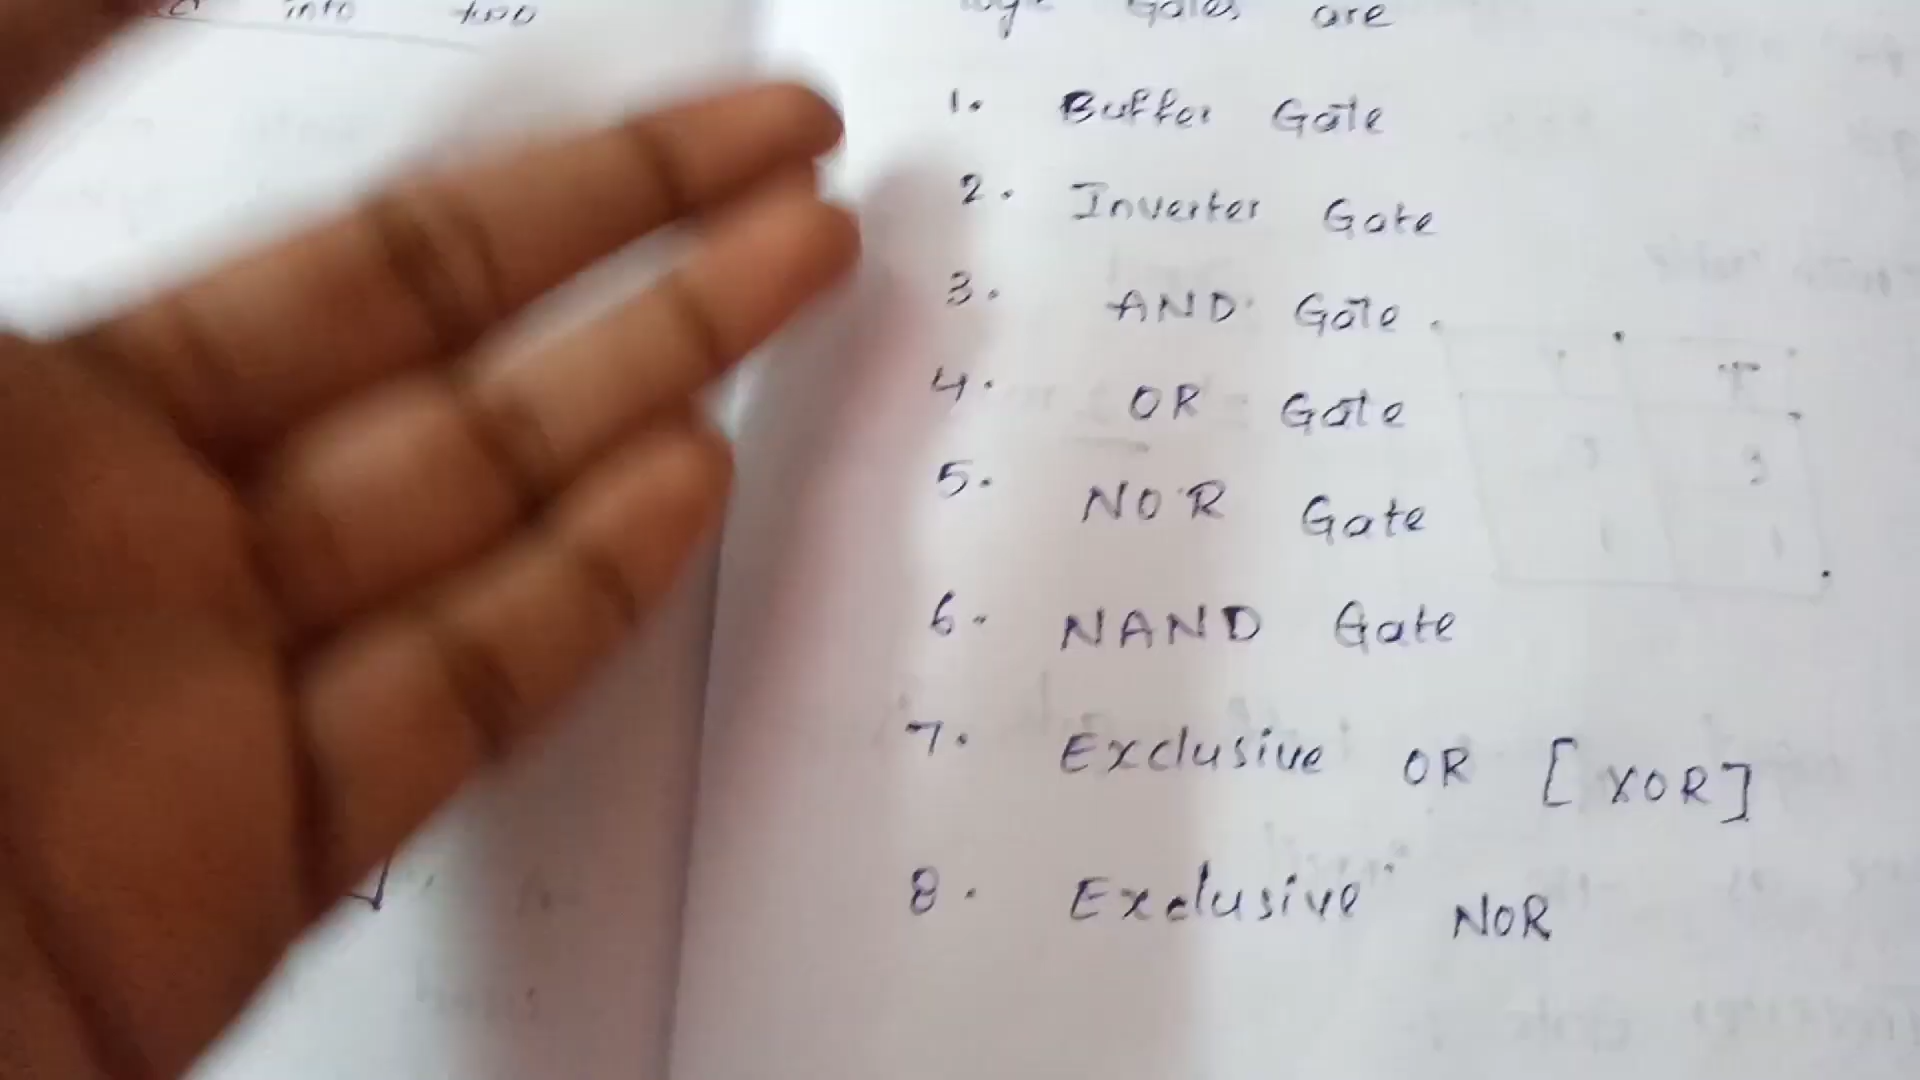 into two
logic Gates are
1. Buffer Gate
2. Inverter Gate
3. AND Gate.
4. OR Gate
5. NOR Gate
6. NAND Gate
7. Exclusive OR [XOR]
8. Exclusive NOR